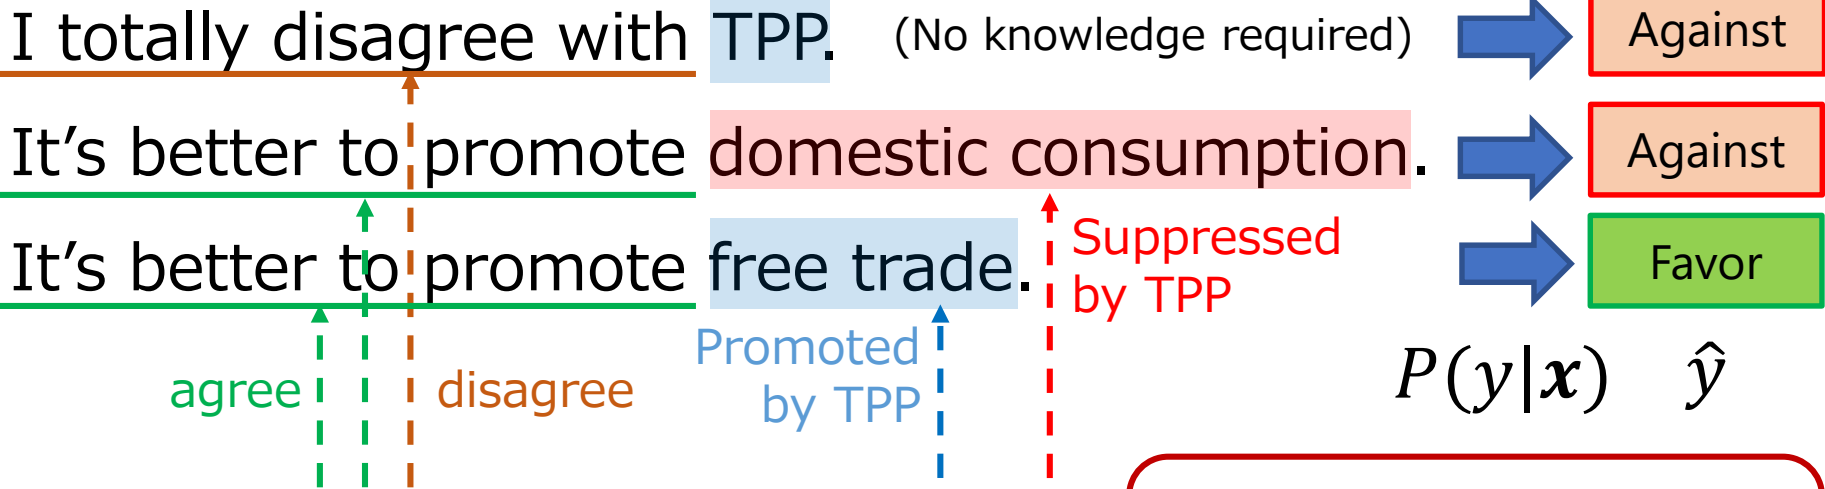 I totally disagree with TPP. (No knowledge required) Against
It's better to promote domestic consumption. Against
It's better to promote free trade. Favor
Suppressed
by TPP
Promoted
by TPP
agree disagree
P(y|x) ŷ